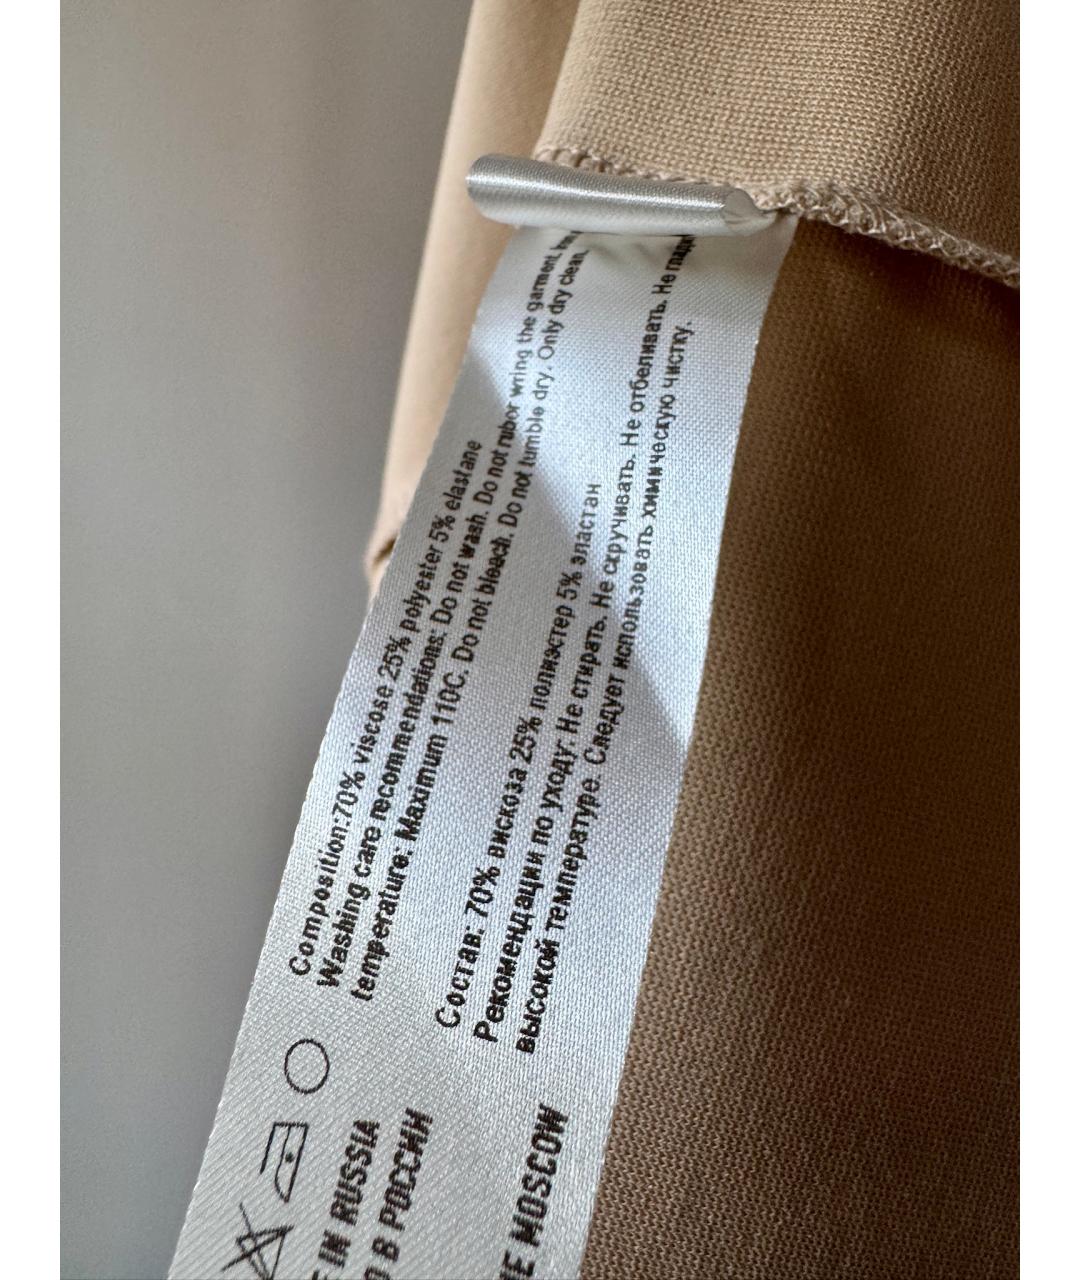 Composition:70% viscose 25% polyester 5% elastane
Washing care recommendations: Do not wash. Do not rub or wring the garment.
temperature: Maximum 110C. Do not bleach. Do not tumble dry. Only dry clean.
Состав: 70% вискоза 25% полиэстер 5% эластан
Рекомендации по уходу: Не стирать. Не скручивать. Не отбеливать. Не
высокой температуре. Следует использовать химическую чистку.
IN RUSSIA
В РОССИИ
MOSCOW